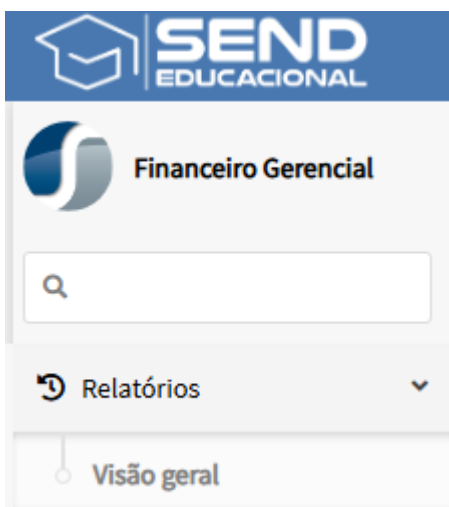 SEND
EDUCACIONAL
Financeiro Gerencial
Relatórios
Visão geral